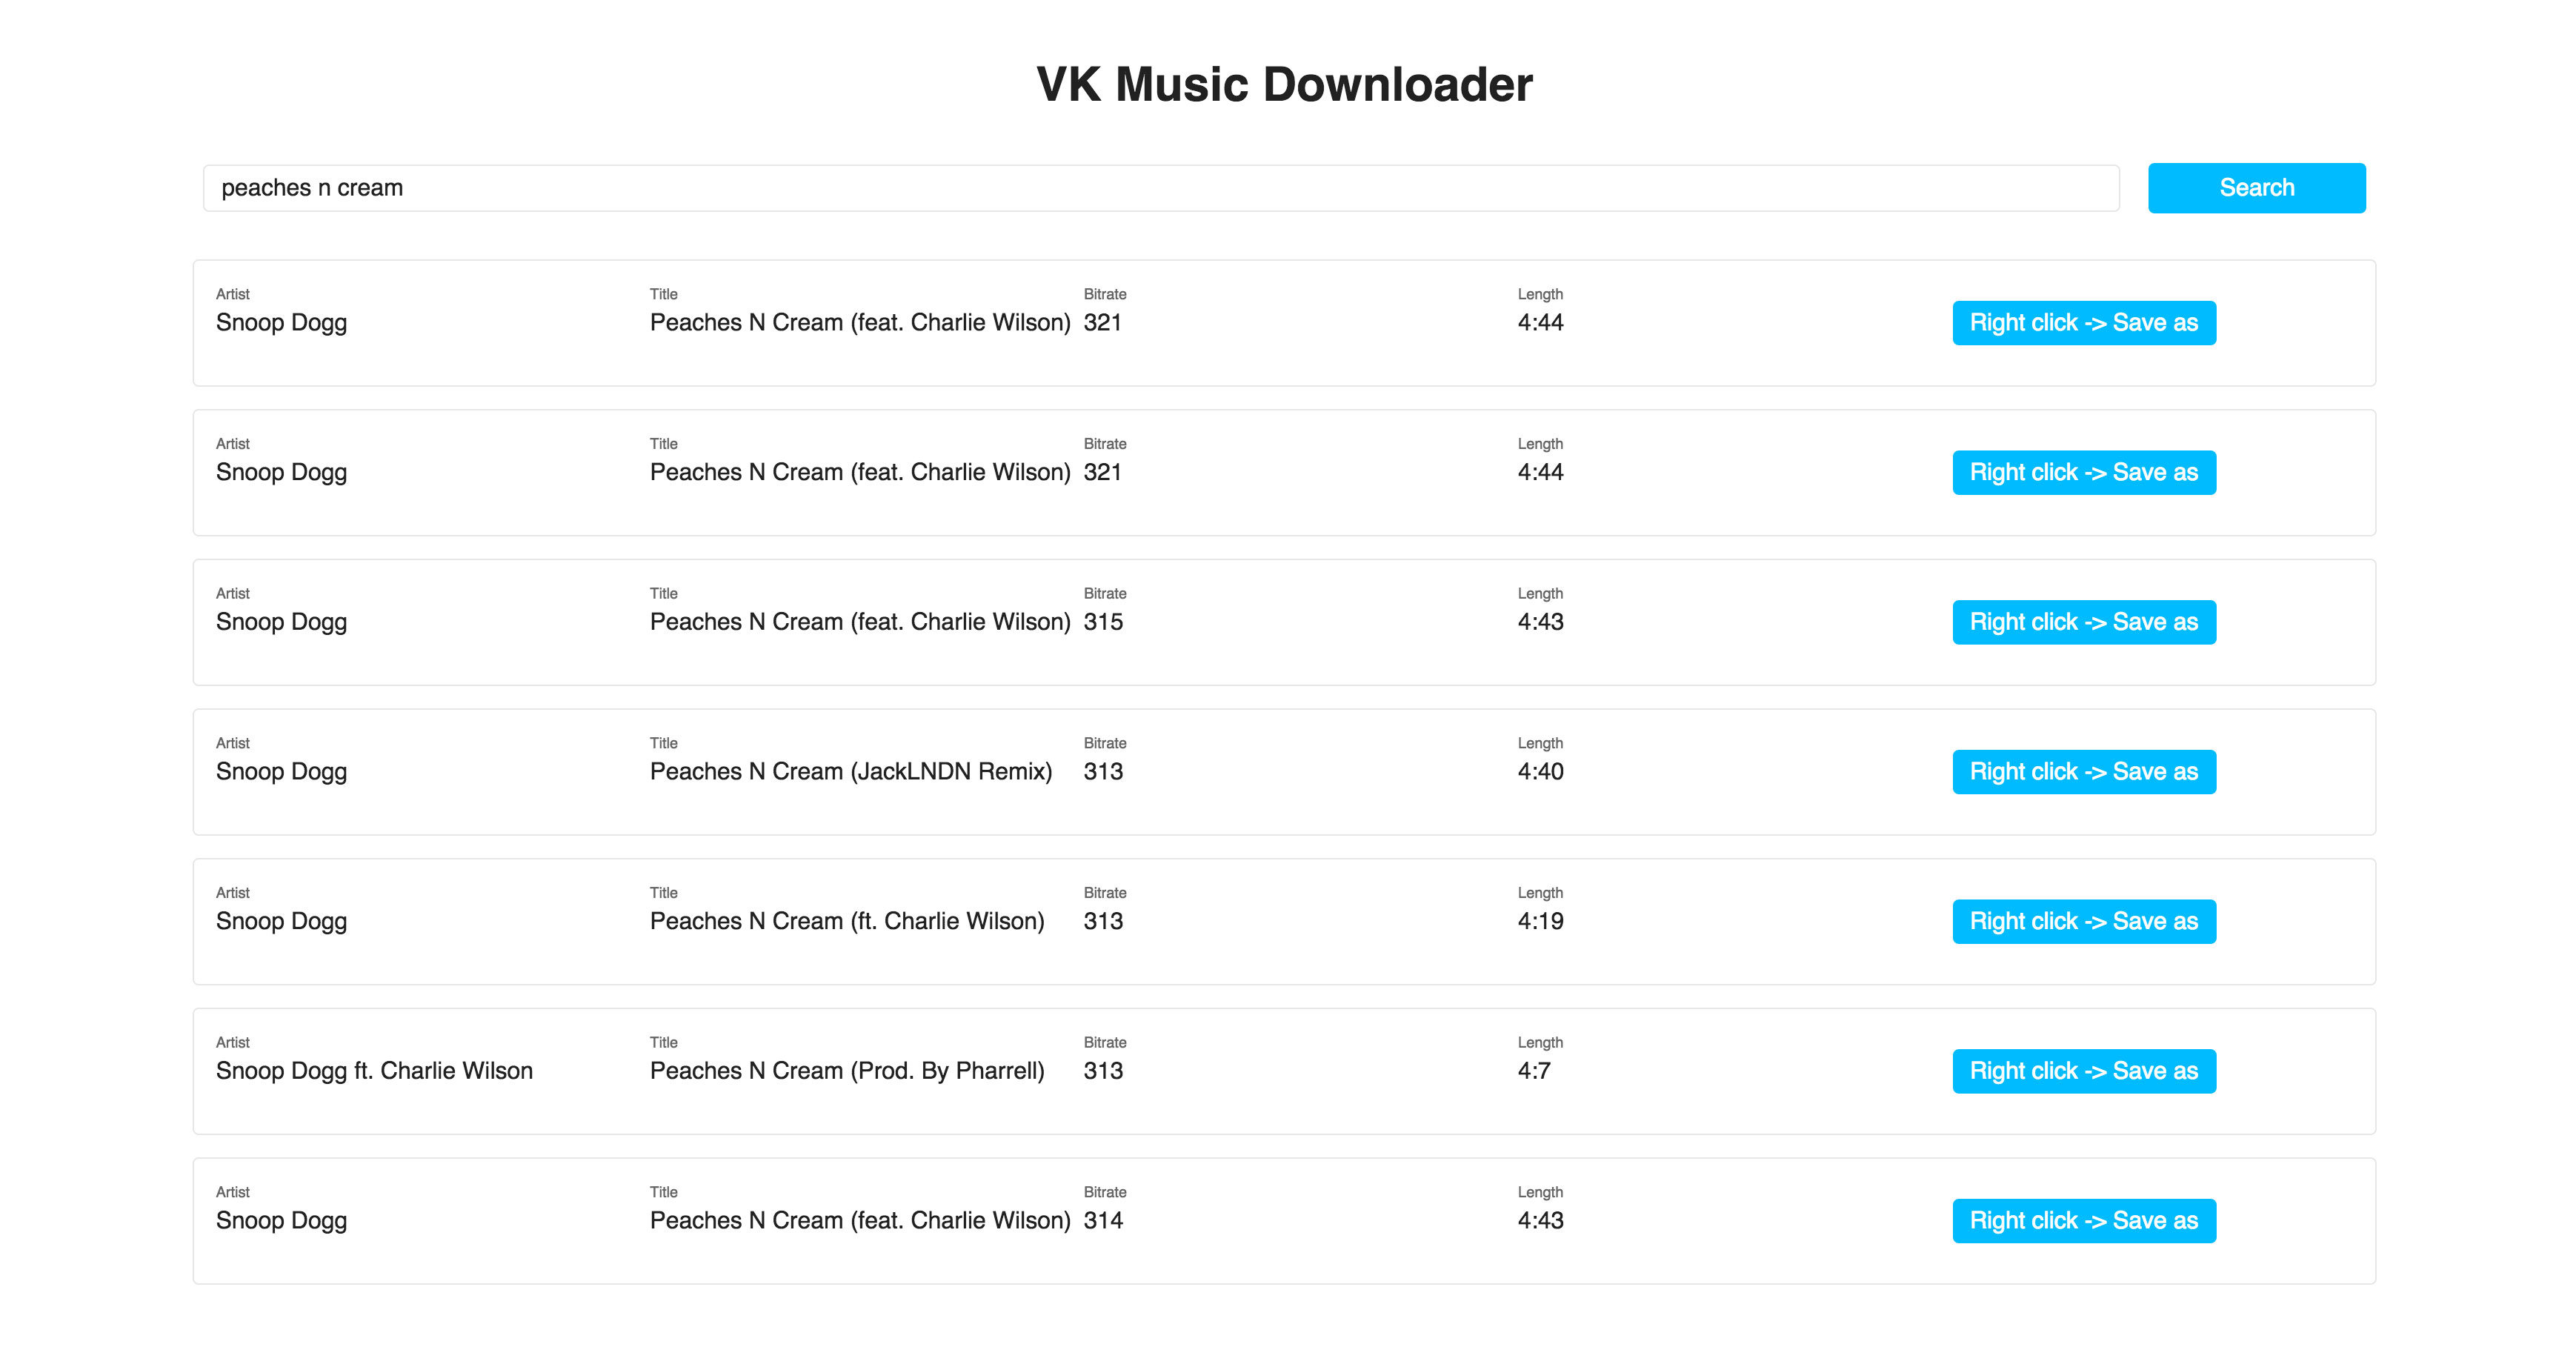 VK Music Downloader
peaches n cream Search
Artist Title Bitrate Length
Snoop Dogg Peaches N Cream (feat. Charlie Wilson) 321 4:44 Right click -> Save as
Artist Title Bitrate Length
Snoop Dogg Peaches N Cream (feat. Charlie Wilson) 321 4:44 Right click -> Save as
Artist Title Bitrate Length
Snoop Dogg Peaches N Cream (feat. Charlie Wilson) 315 4:43 Right click -> Save as
Artist Title Bitrate Length
Snoop Dogg Peaches N Cream (JackLNDN Remix) 313 4:40 Right click -> Save as
Artist Title Bitrate Length
Snoop Dogg Peaches N Cream (ft. Charlie Wilson) 313 4:19 Right click -> Save as
Artist Title Bitrate Length
Snoop Dogg ft. Charlie Wilson Peaches N Cream (Prod. By Pharrell) 313 4:7 Right click -> Save as
Artist Title Bitrate Length
Snoop Dogg Peaches N Cream (feat. Charlie Wilson) 314 4:43 Right click -> Save as